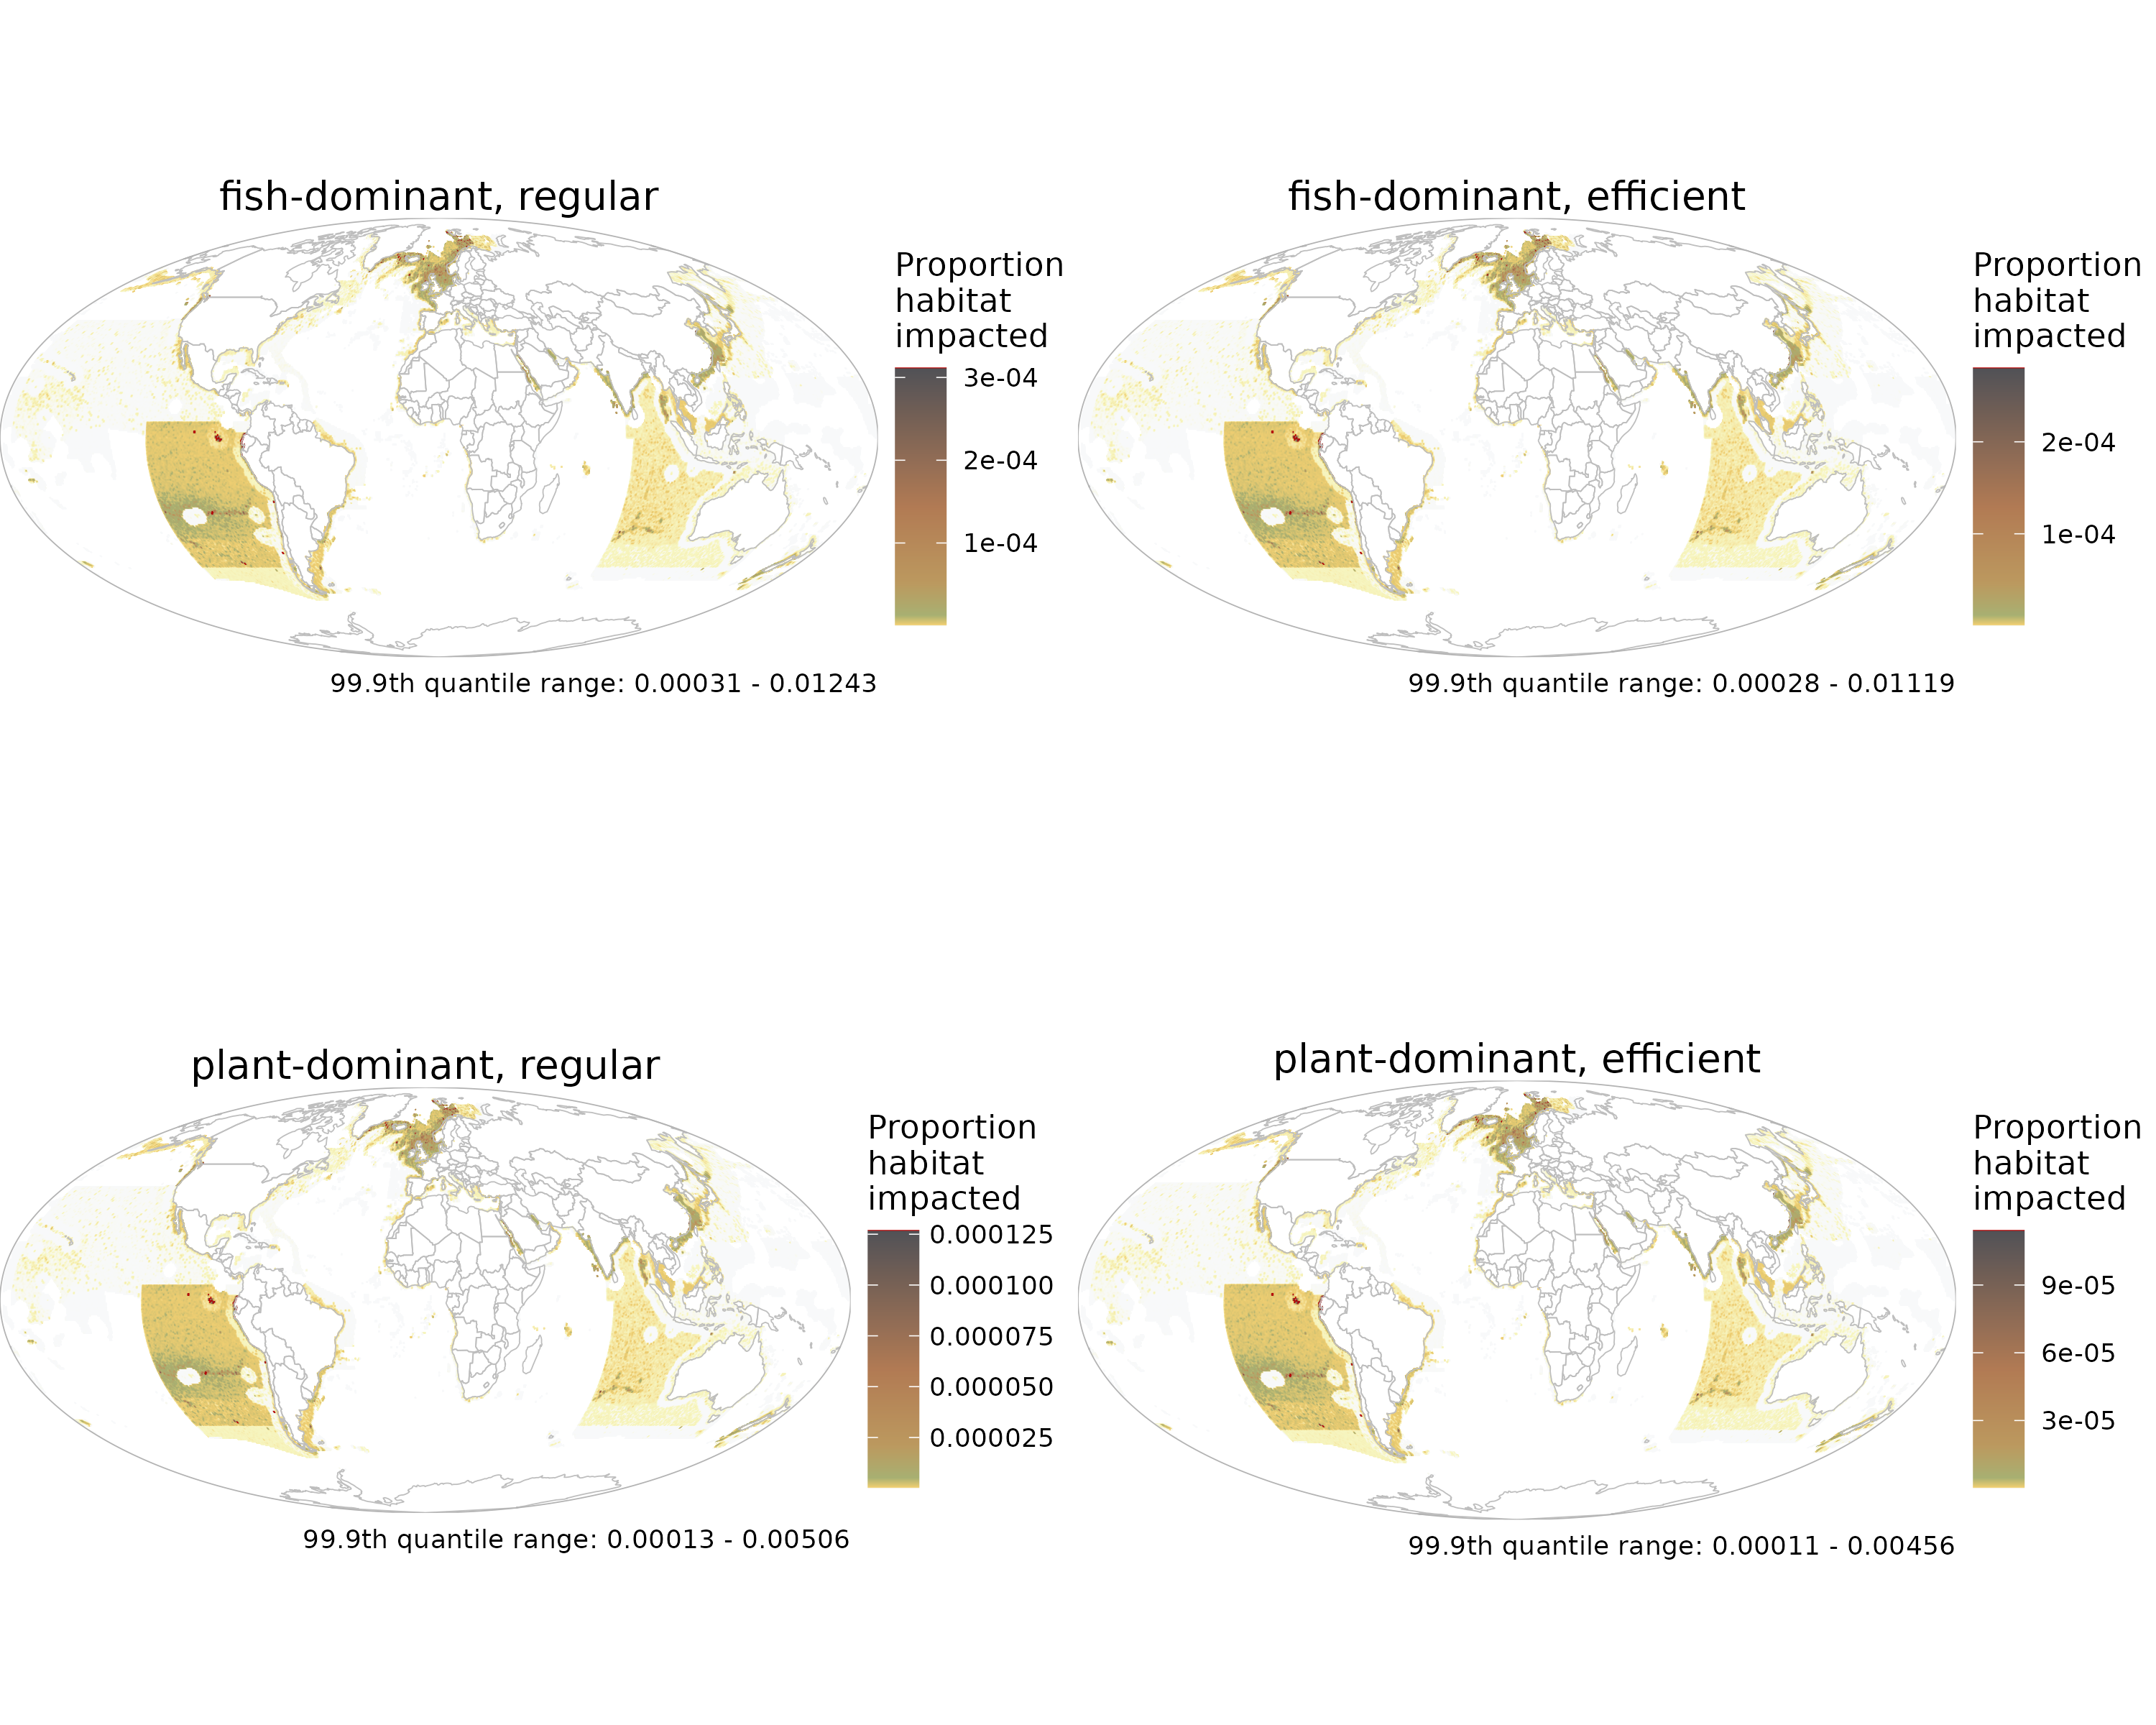 fish-dominant, regular
Proportion
habitat
impacted
3e-04
2e-04
1e-04
99.9th quantile range: 0.00031 - 0.01243
fish-dominant, efficient
Proportion
habitat
impacted
2e-04
1e-04
99.9th quantile range: 0.00028 - 0.01119
plant-dominant, regular
Proportion
habitat
impacted
0.000125
0.000100
0.000075
0.000050
0.000025
99.9th quantile range: 0.00013 - 0.00506
plant-dominant, efficient
Proportion
habitat
impacted
9e-05
6e-05
3e-05
99.9th quantile range: 0.00011 - 0.00456